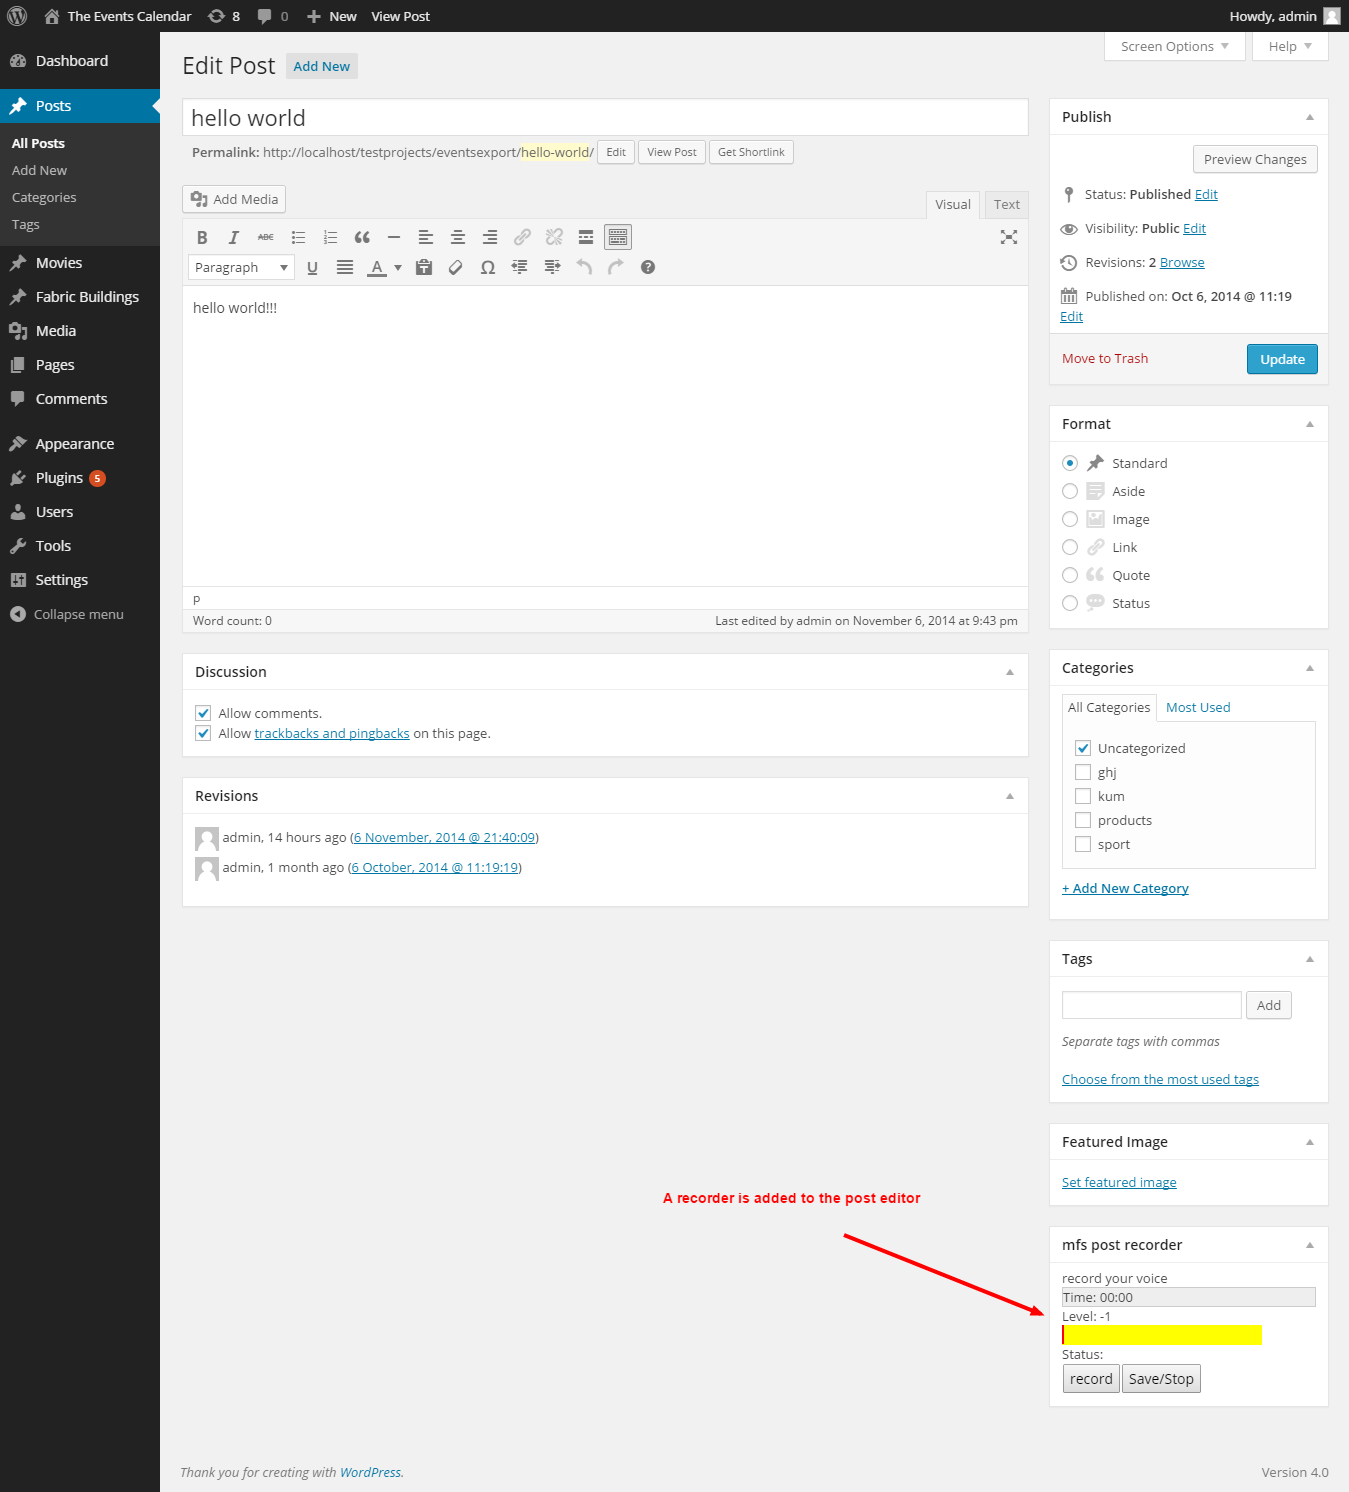 The Events Calendar 8 0 New View Post Howdy, admin
Screen Options Help
Dashboard
Posts
All Posts
Add New
Categories
Tags
Movies
Fabric Buildings
Media
Pages
Comments
Appearance
Plugins 5
Users
Tools
Settings
Collapse menu
Edit Post Add New
hello world
Permalink: http://localhost/testprojects/eventsexport/hello-world/ Edit View Post Get Shortlink
Add Media Visual Text
B I ABC
Paragraph U A Ω ?
hello world!!!
p
Word count: 0 Last edited by admin on November 6, 2014 at 9:43 pm
Discussion
Allow comments.
Allow trackbacks and pingbacks on this page.
Revisions
admin, 14 hours ago (6 November, 2014 @ 21:40:09)
admin, 1 month ago (6 October, 2014 @ 11:19:19)
A recorder is added to the post editor
Publish
Preview Changes
Status: Published Edit
Visibility: Public Edit
Revisions: 2 Browse
Published on: Oct 6, 2014 @ 11:19
Edit
Move to Trash Update
Format
Standard
Aside
Image
Link
Quote
Status
Categories
All Categories Most Used
Uncategorized
ghj
kum
products
sport
+ Add New Category
Tags
Add
Separate tags with commas
Choose from the most used tags
Featured Image
Set featured image
mfs post recorder
record your voice
Time: 00:00
Level: -1
Status:
record Save/Stop
Thank you for creating with WordPress. Version 4.0